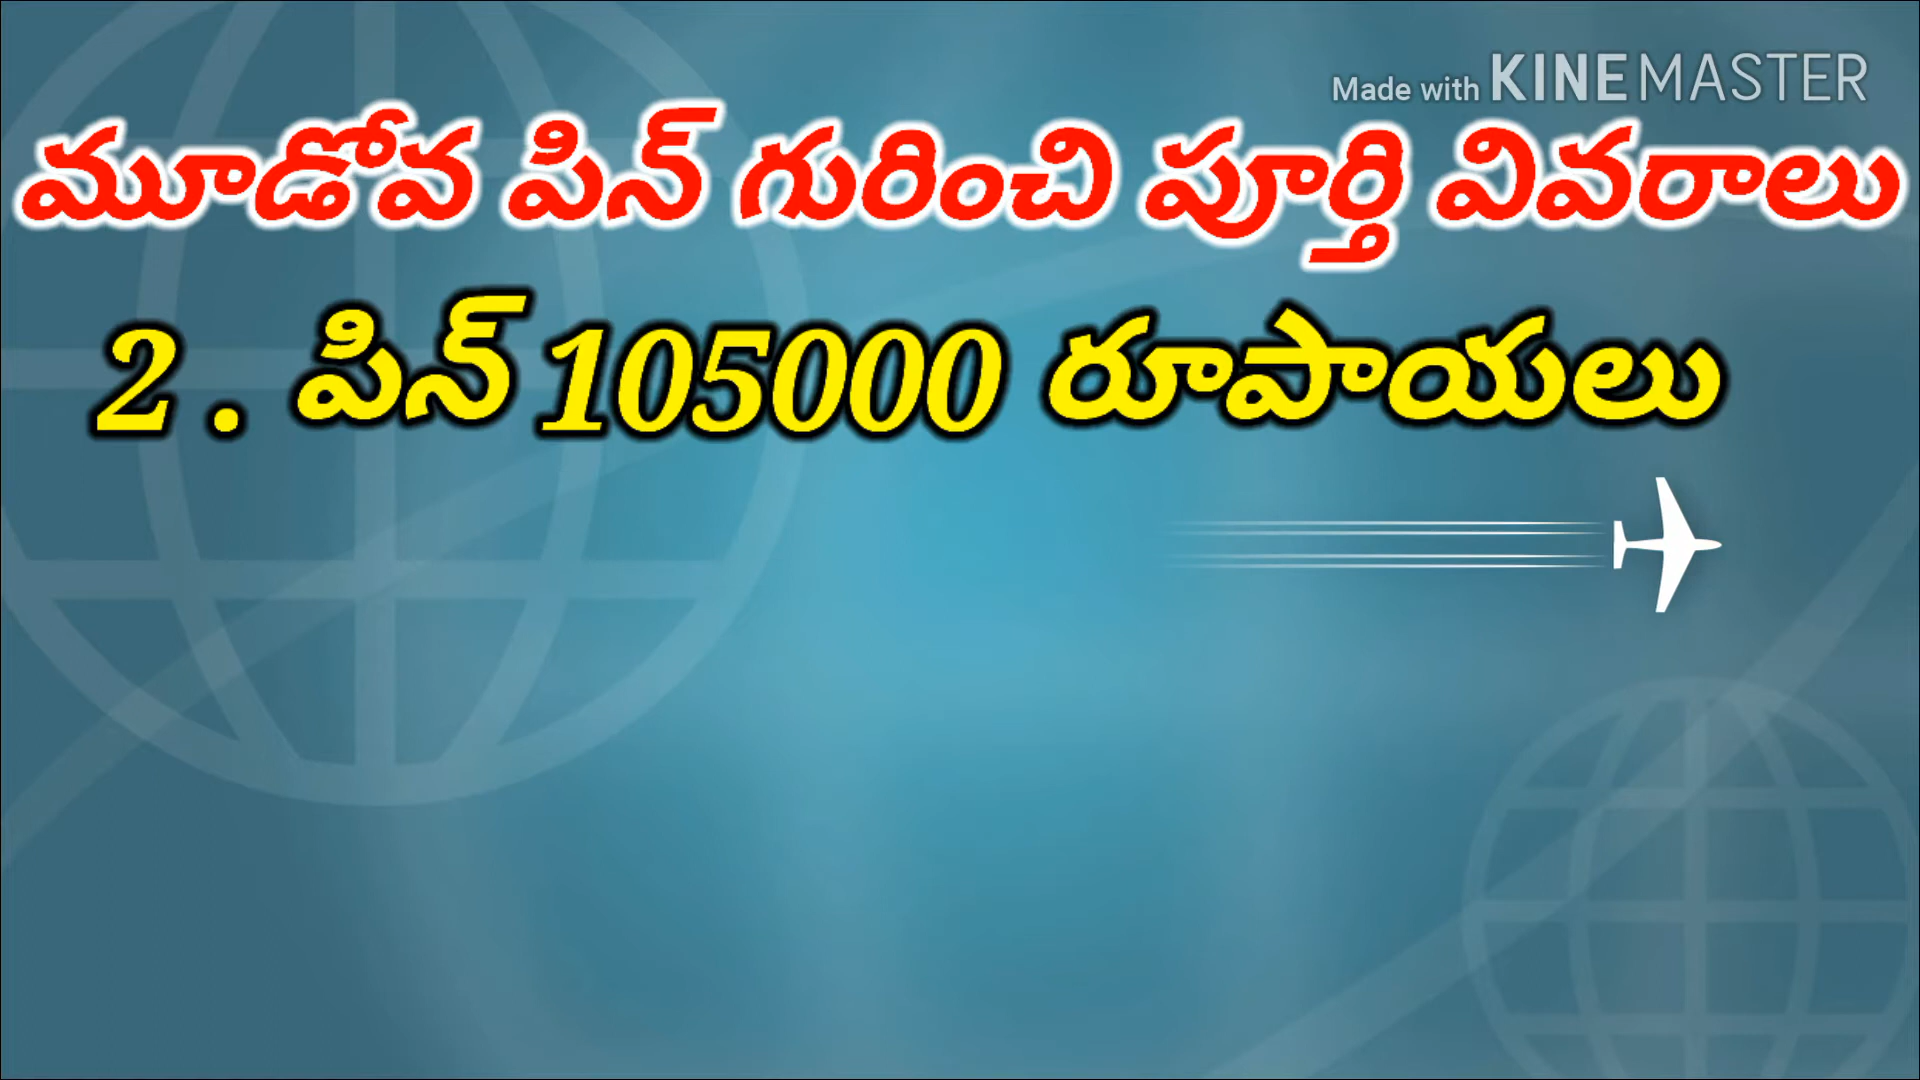 Made with KINEMASTER
మూడోవ పిన్ గురించి పూర్తి వివరాలు
2 . పిన్ 105000 రూపాయలు